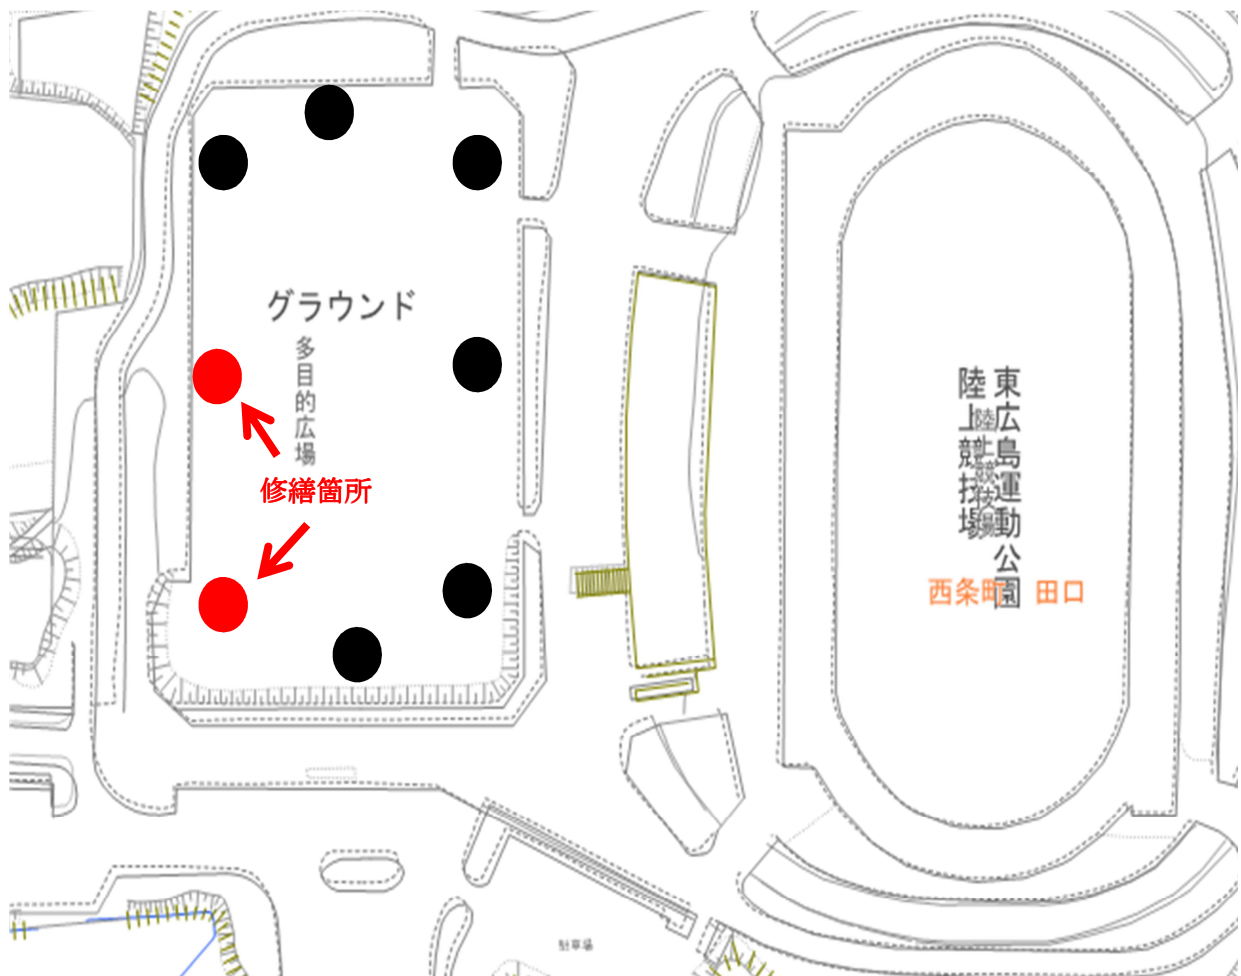 グラウンド
多目的広場
修繕箇所
東広島運動公園
陸上競技場
陸上競技場
西条町 田口
駐車場